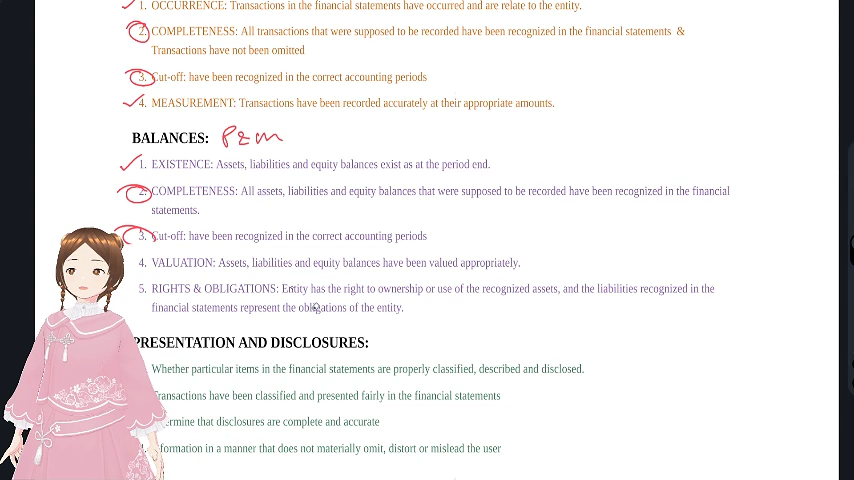 1. OCCURRENCE: Transactions in the financial statements have occurred and are relate to the entity.
2. COMPLETENESS: All transactions that were supposed to be recorded have been recognized in the financial statements &
Transactions have not been omitted
3. Cut-off: have been recognized in the correct accounting periods
4. MEASUREMENT: Transactions have been recorded accurately at their appropriate amounts.
BALANCES:
1. EXISTENCE: Assets, liabilities and equity balances exist as at the period end.
2. COMPLETENESS: All assets, liabilities and equity balances that were supposed to be recorded have been recognized in the financial
statements.
3. Cut-off: have been recognized in the correct accounting periods
4. VALUATION: Assets, liabilities and equity balances have been valued appropriately.
5. RIGHTS & OBLIGATIONS: Entity has the right to ownership or use of the recognized assets, and the liabilities recognized in the
financial statements represent the obligations of the entity.
PRESENTATION AND DISCLOSURES:
Whether particular items in the financial statements are properly classified, described and disclosed.
Transactions have been classified and presented fairly in the financial statements
that disclosures are complete and accurate
in a manner that does not materially omit, distort or mislead the user